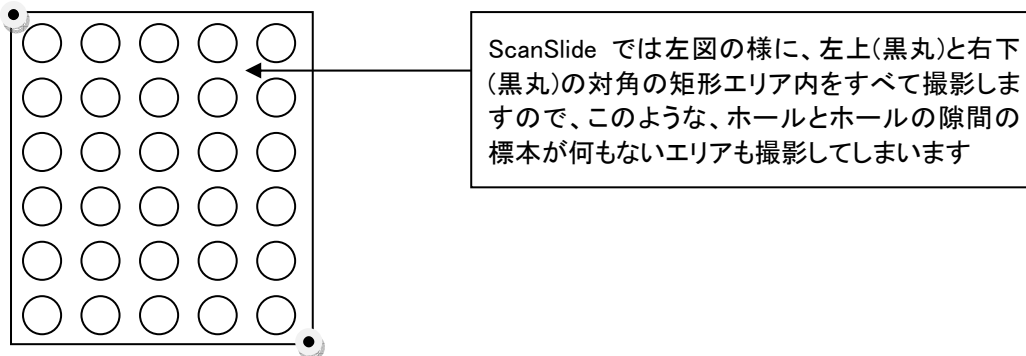 ScanSlide では左図の様に、左上(黒丸)と右下
(黒丸)の対角の矩形エリア内をすべて撮影しま
すので、このような、ホールとホールの隙間の
標本が何もないエリアも撮影してしまいます